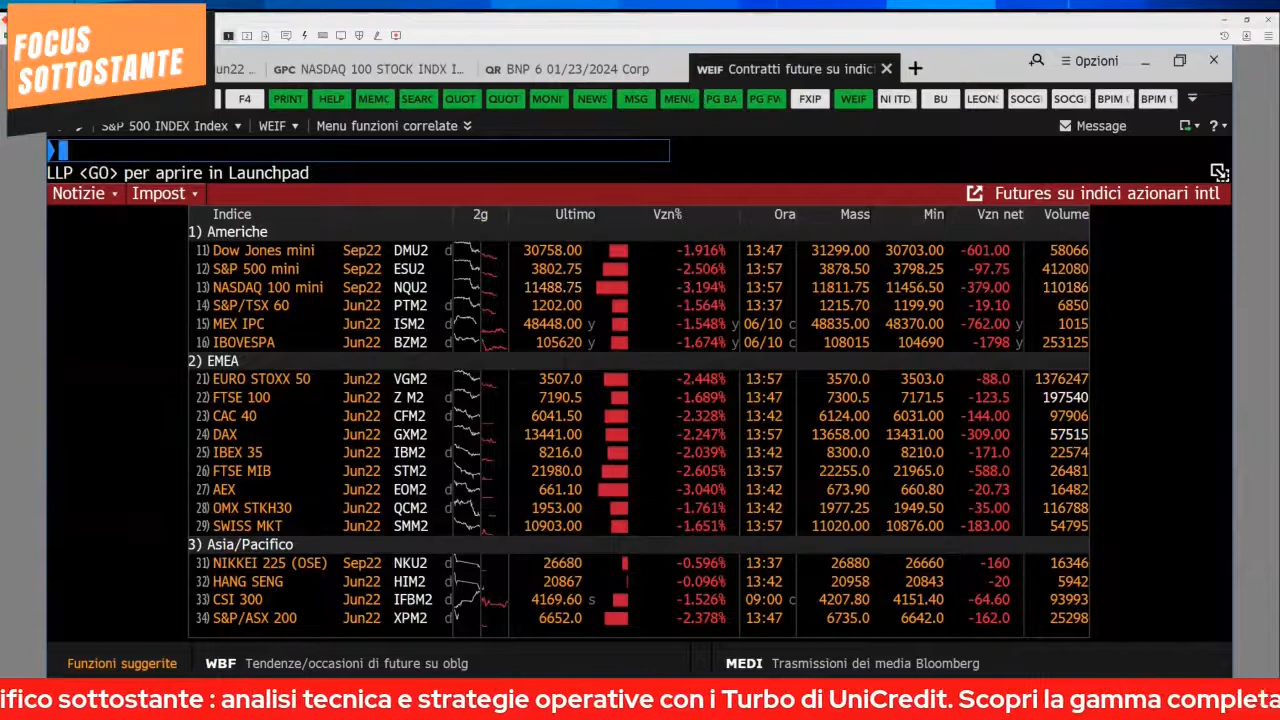 FOCUS
SOTTOSTANTE
un22 ... GPC NASDAQ 100 STOCK INDX I... QR BNP 6 01/23/2024 Corp WEIF Contratti future su indici Opzioni
F4 PRINT HELP MEMO SEARC QUOT QUOT MONI NEWS MSG MENU PG BA PG FW FXIP WEIF NI ITD. BU LEONS SOCG SOCG BPIM BPIM
S&P 500 INDEX Index WEIF Menu funzioni correlate Message ?
LLP <GO> per aprire in Launchpad
Notizie Impost Futures su indici azionari intl
Indice 2g Ultimo Vzn% Ora Mass Min Vzn net Volume
1) Americhe
11) Dow Jones mini Sep22 DMU2 d 30758.00 -1.916% 13:47 31299.00 30703.00 -601.00 58066
12) S&P 500 mini Sep22 ESU2 3802.75 -2.506% 13:57 3878.50 3798.25 -97.75 412080
13) NASDAQ 100 mini Sep22 NQU2 11488.75 -3.194% 13:57 11811.75 11456.50 -379.00 110186
14) S&P/TSX 60 Jun22 PTM2 d 1202.00 -1.564% 13:37 1215.70 1199.90 -19.10 6850
15) MEX IPC Jun22 ISM2 d 48448.00 y -1.548% y 06/10 c 48835.00 48370.00 -762.00 y 1015
16) IBOVESPA Jun22 BZM2 d 105620 y -1.674% y 06/10 c 108015 104690 -1798 y 253125
2) EMEA
21) EURO STOXX 50 Jun22 VGM2 3507.0 -2.448% 13:57 3570.0 3503.0 -88.0 1376247
22) FTSE 100 Jun22 Z M2 d 7190.5 -1.689% 13:42 7300.5 7171.5 -123.5 197540
23) CAC 40 Jun22 CFM2 d 6041.50 -2.328% 13:42 6124.00 6031.00 -144.00 97906
24) DAX Jun22 GXM2 13441.00 -2.247% 13:57 13658.00 13431.00 -309.00 57515
25) IBEX 35 Jun22 IBM2 d 8216.0 -2.039% 13:42 8300.0 8210.0 -171.0 22574
26) FTSE MIB Jun22 STM2 d 21980.0 -2.605% 13:57 22255.0 21965.0 -588.0 26481
27) AEX Jun22 EOM2 d 661.10 -3.040% 13:42 673.90 660.80 -20.73 16482
28) OMX STKH30 Jun22 QCM2 d 1953.00 -1.761% 13:42 1977.25 1949.50 -35.00 116788
29) SWISS MKT Jun22 SMM2 10903.00 -1.651% 13:57 11020.00 10876.00 -183.00 54795
3) Asia/Pacifico
31) NIKKEI 225 (OSE) Sep22 NKU2 d 26680 -0.596% 13:37 26880 26660 -160 16346
32) HANG SENG Jun22 HIM2 d 20867 -0.096% 13:42 20958 20843 -20 5942
33) CSI 300 Jun22 IFBM2 d 4169.60 s -1.526% 09:00 c 4207.80 4151.40 -64.60 93993
34) S&P/ASX 200 Jun22 XPM2 d 6652.0 -2.378% 13:47 6735.0 6642.0 -162.0 25298
Funzioni suggerite WBF Tendenze/occasioni di future su oblg MEDI Trasmissioni dei media Bloomberg
ifico sottostante : analisi tecnica e strategie operative con i Turbo di UniCredit. Scopri la gamma completa